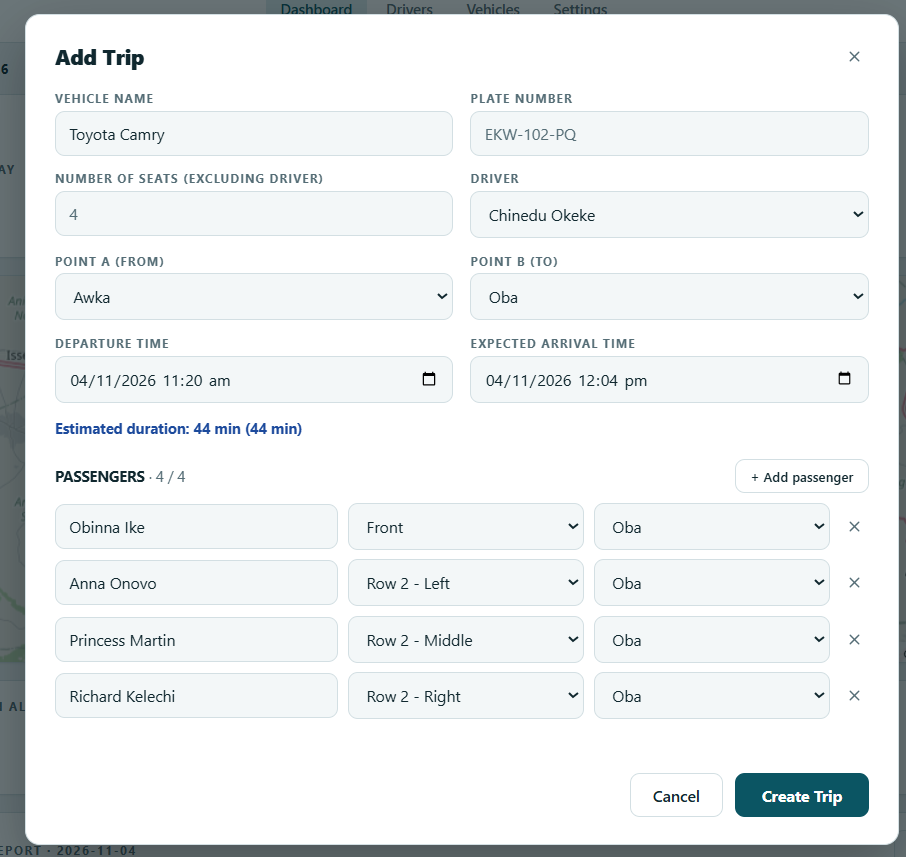 Dashboard Drivers Vehicles Settings
6
Add Trip ×
VEHICLE NAME PLATE NUMBER
Toyota Camry EKW-102-PQ
AY
NUMBER OF SEATS (EXCLUDING DRIVER) DRIVER
4 Chinedu Okeke
POINT A (FROM) POINT B (TO)
Awka Oba
DEPARTURE TIME EXPECTED ARRIVAL TIME
Isse
04/11/2026 11:20 am 04/11/2026 12:04 pm
Estimated duration: 44 min (44 min)
PASSENGERS · 4 / 4 + Add passenger
Obinna Ike Front Oba ×
Anna Onovo Row 2 - Left Oba ×
Princess Martin Row 2 - Middle Oba ×
Richard Kelechi Row 2 - Right Oba ×
AL
Cancel Create Trip
EPORT · 2026-11-04